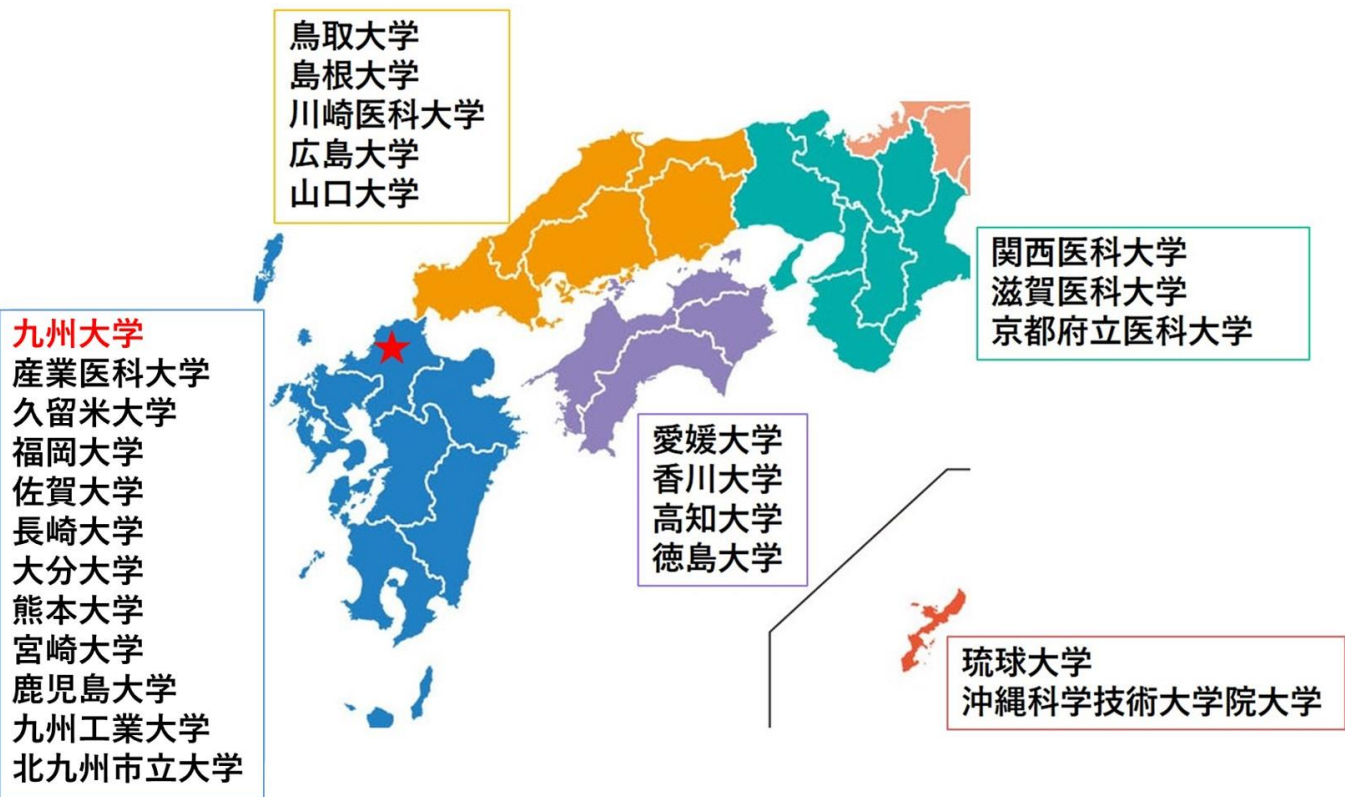 鳥取大学
島根大学
川崎医科大学
広島大学
山口大学
関西医科大学
滋賀医科大学
京都府立医科大学
九州大学
産業医科大学
久留米大学
福岡大学
佐賀大学
長崎大学
大分大学
熊本大学
宮崎大学
鹿児島大学
九州工業大学
北九州市立大学
愛媛大学
香川大学
高知大学
徳島大学
琉球大学
沖縄科学技術大学院大学